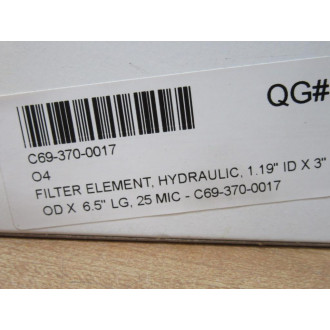 QG#
C69-370-0017
O4
FILTER ELEMENT, HYDRAULIC, 1.19" ID X 3"
OD X 6.5" LG, 25 MIC - C69-370-0017